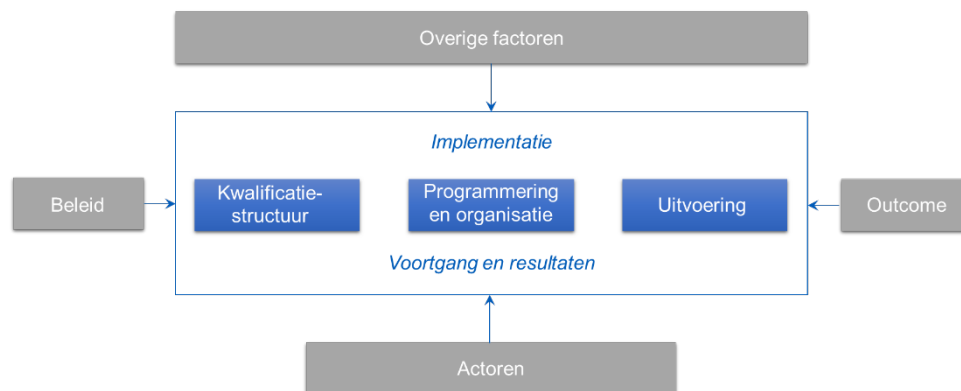 Overige factoren
Implementatie
Beleid
Kwalificatie-
structuur
Programmering
en organisatie
Uitvoering
Outcome
Voortgang en resultaten
Actoren